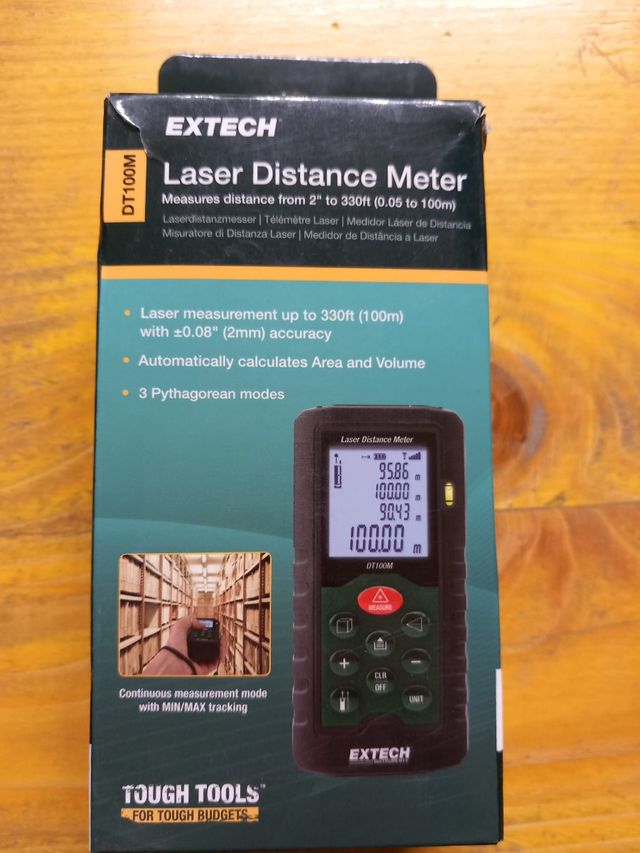 EXTECH
DT100M
Laser Distance Meter
Measures distance from 2" to 330ft (0.05 to 100m)
Laserdistanzmesser | Télémètre Laser | Medidor Láser de Distancia
Misuratore di Distanza Laser | Medidor de Distância a Laser
• Laser measurement up to 330ft (100m)
with ±0.08" (2mm) accuracy
• Automatically calculates Area and Volume
• 3 Pythagorean modes
Laser Distance Meter
95.86 m
100.00 m
90.43 m
100.00 m
DT100M
MEASURE
+
−
CLR
OFF
UNIT
EXTECH
INSTRUMENTS
Continuous measurement mode
with MIN/MAX tracking
TOUGH TOOLS™
FOR TOUGH BUDGETS